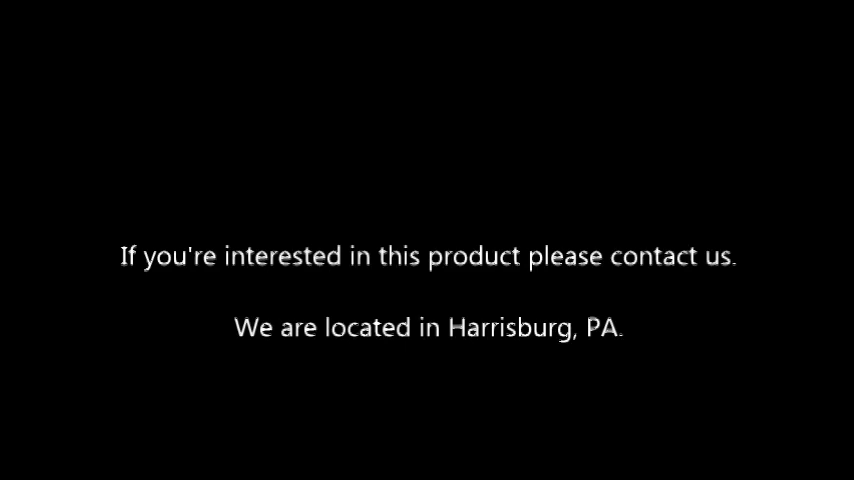 If you're interested in this product please contact us.
We are located in Harrisburg, PA.